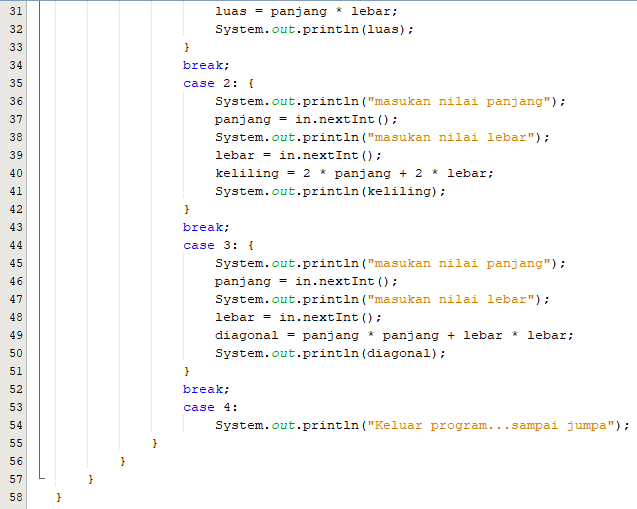 31 luas = panjang * lebar;
32 System.out.println(luas);
33 }
34 break;
35 case 2: {
36 System.out.println("masukan nilai panjang");
37 panjang = in.nextInt();
38 System.out.println("masukan nilai lebar");
39 lebar = in.nextInt();
40 keliling = 2 * panjang + 2 * lebar;
41 System.out.println(keliling);
42 }
43 break;
44 case 3: {
45 System.out.println("masukan nilai panjang");
46 panjang = in.nextInt();
47 System.out.println("masukan nilai lebar");
48 lebar = in.nextInt();
49 diagonal = panjang * panjang + lebar * lebar;
50 System.out.println(diagonal);
51 }
52 break;
53 case 4:
54 System.out.println("Keluar program...sampai jumpa");
55 }
56 }
57 }
58 }